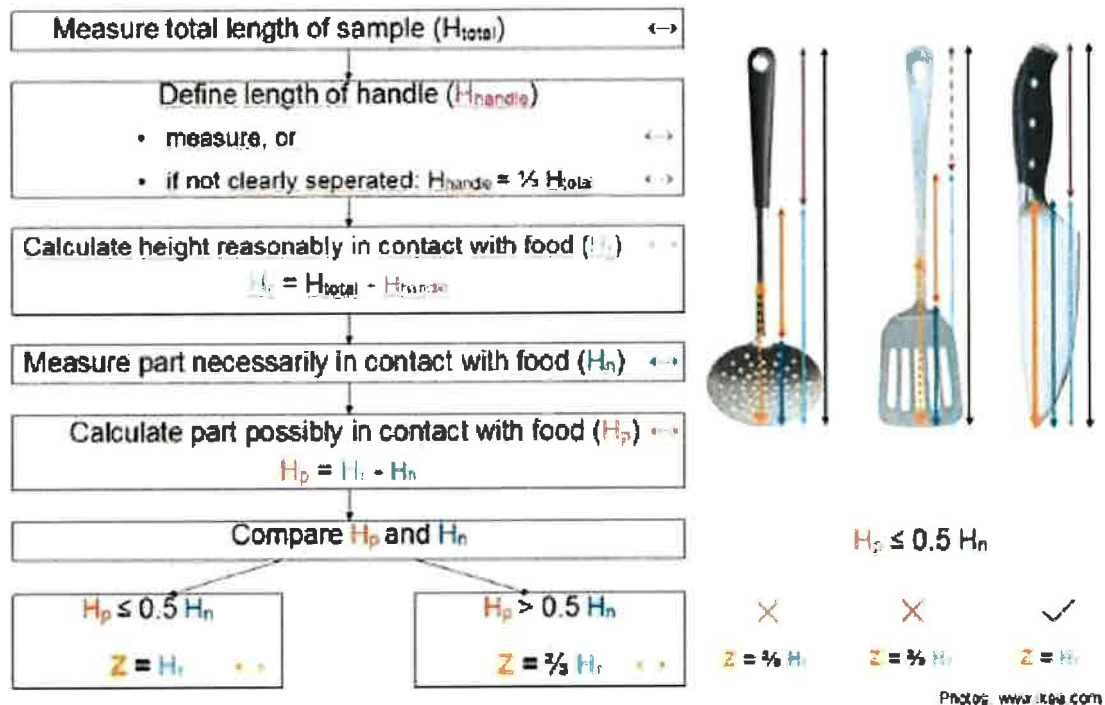 Measure total length of sample (Htotal)
Define length of handle (Hhandle)
• measure, or
• if not clearly seperated: Hhandle = ⅓ Htotal
Calculate height reasonably in contact with food (Hr)
Hr = Htotal - Hhandle
Measure part necessarily in contact with food (Hn)
Calculate part possibly in contact with food (Hp)
Hp = Hr - Hn
Compare Hp and Hn
Hp ≤ 0.5 Hn
Z = Hr
Hp > 0.5 Hn
Z = ⅔ Hr
Hp ≤ 0.5 Hn
Z = ⅔ Hr
Z = ⅔ Hr
Z = Hr
Photos: www.ikea.com